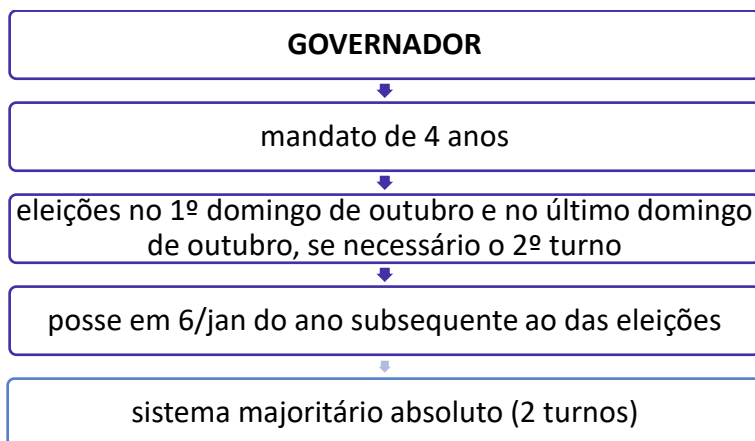 GOVERNADOR
mandato de 4 anos
eleições no 1º domingo de outubro e no último domingo
de outubro, se necessário o 2º turno
posse em 6/jan do ano subsequente ao das eleições
sistema majoritário absoluto (2 turnos)